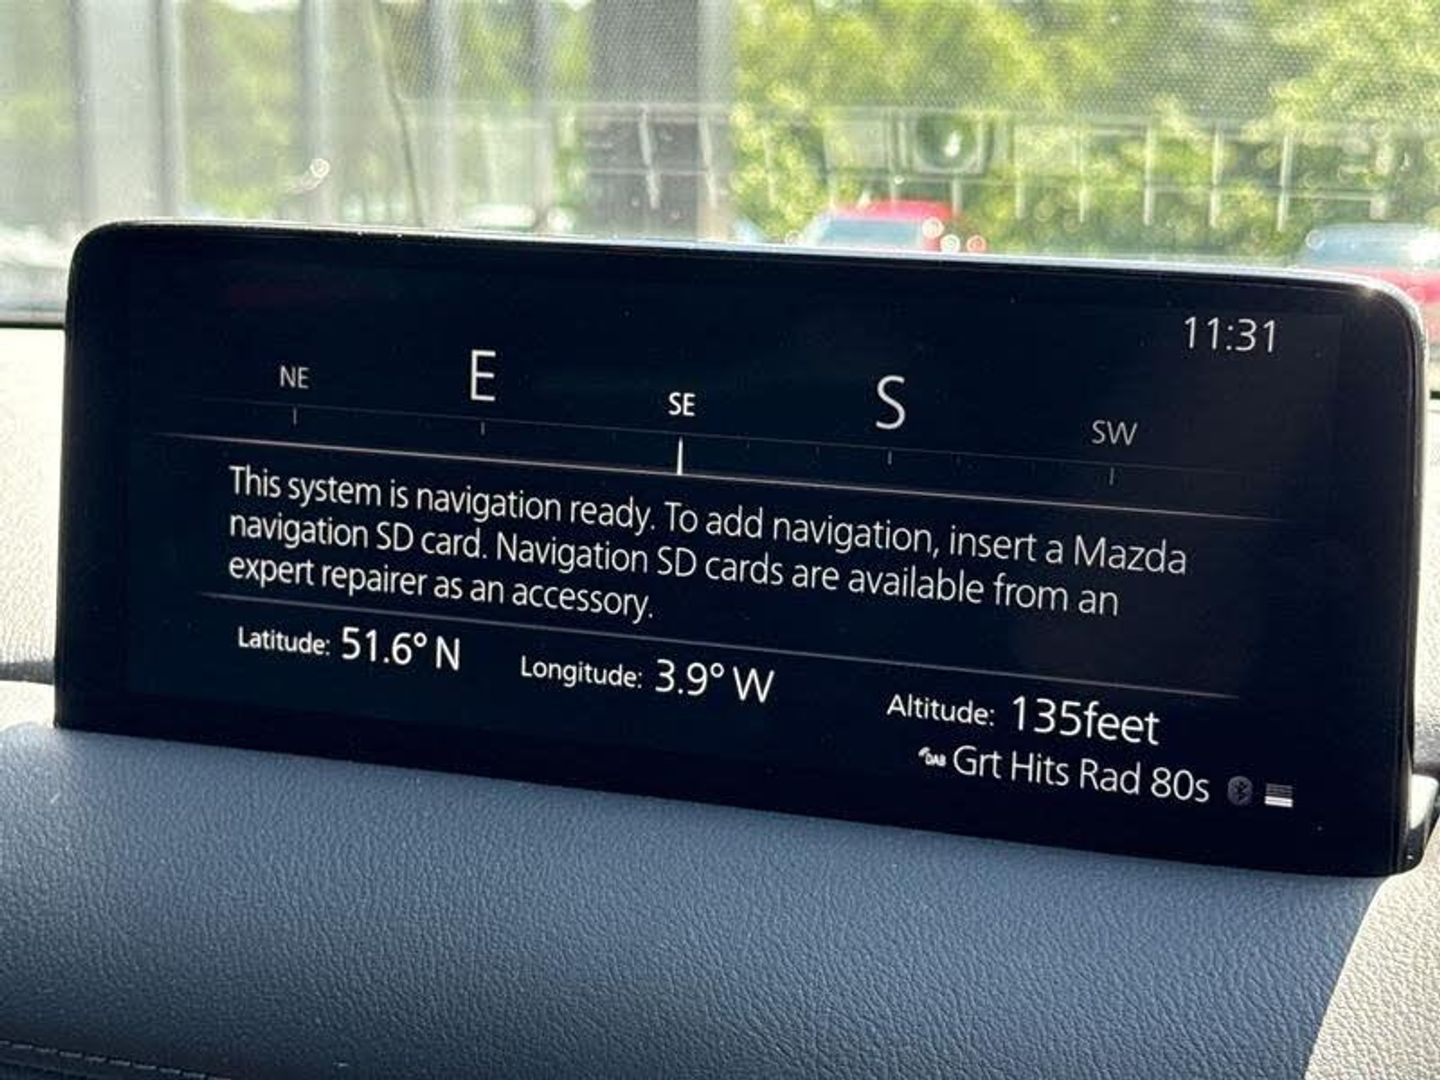 11:31
NE E SE S SW
This system is navigation ready. To add navigation, insert a Mazda
navigation SD card. Navigation SD cards are available from an
expert repairer as an accessory.
Latitude: 51.6° N Longitude: 3.9° W Altitude: 135feet
DAB Grt Hits Rad 80s